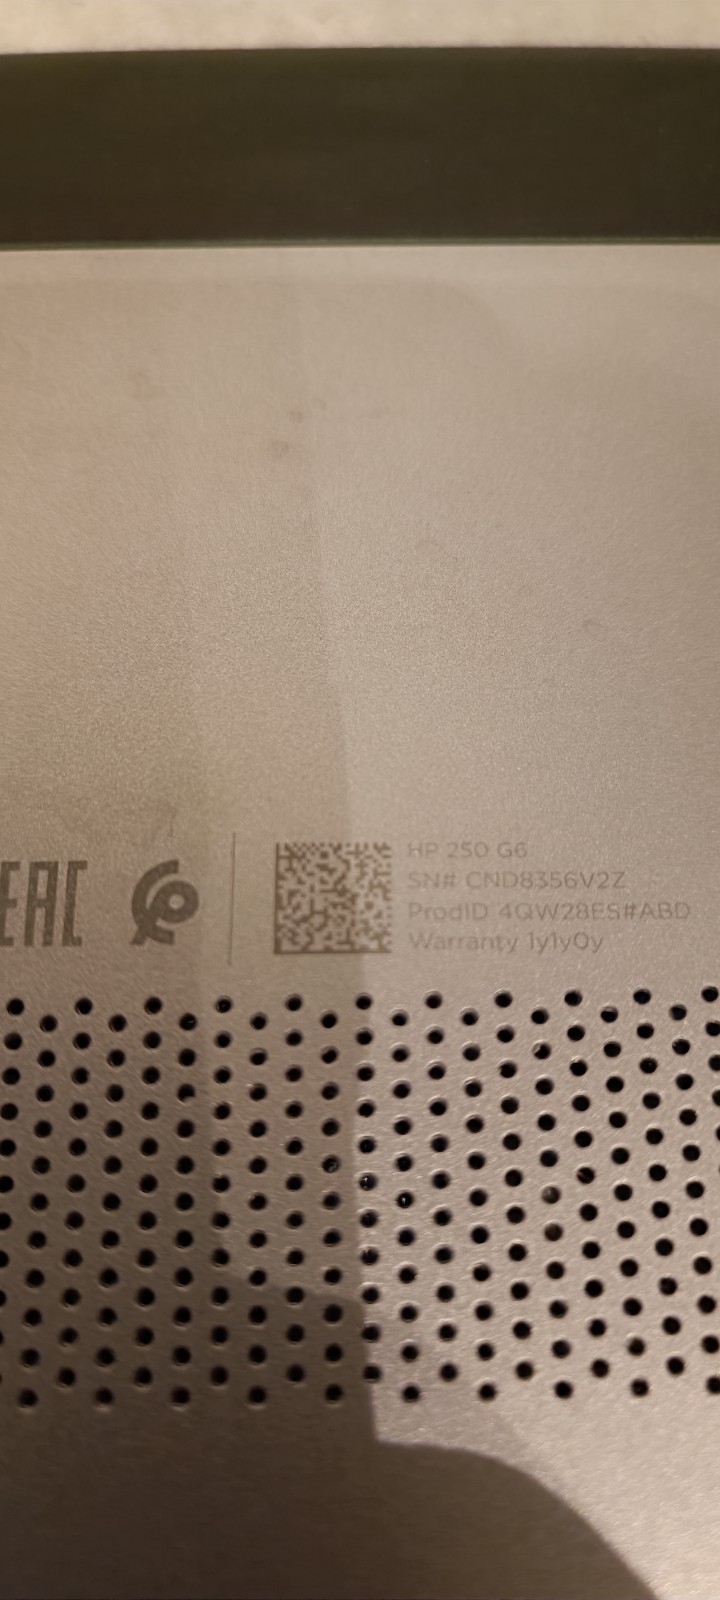 EAC
HP 250 G6
SN# CND8356V2Z
ProdID 4QW28ES#ABD
Warranty 1y1y0y